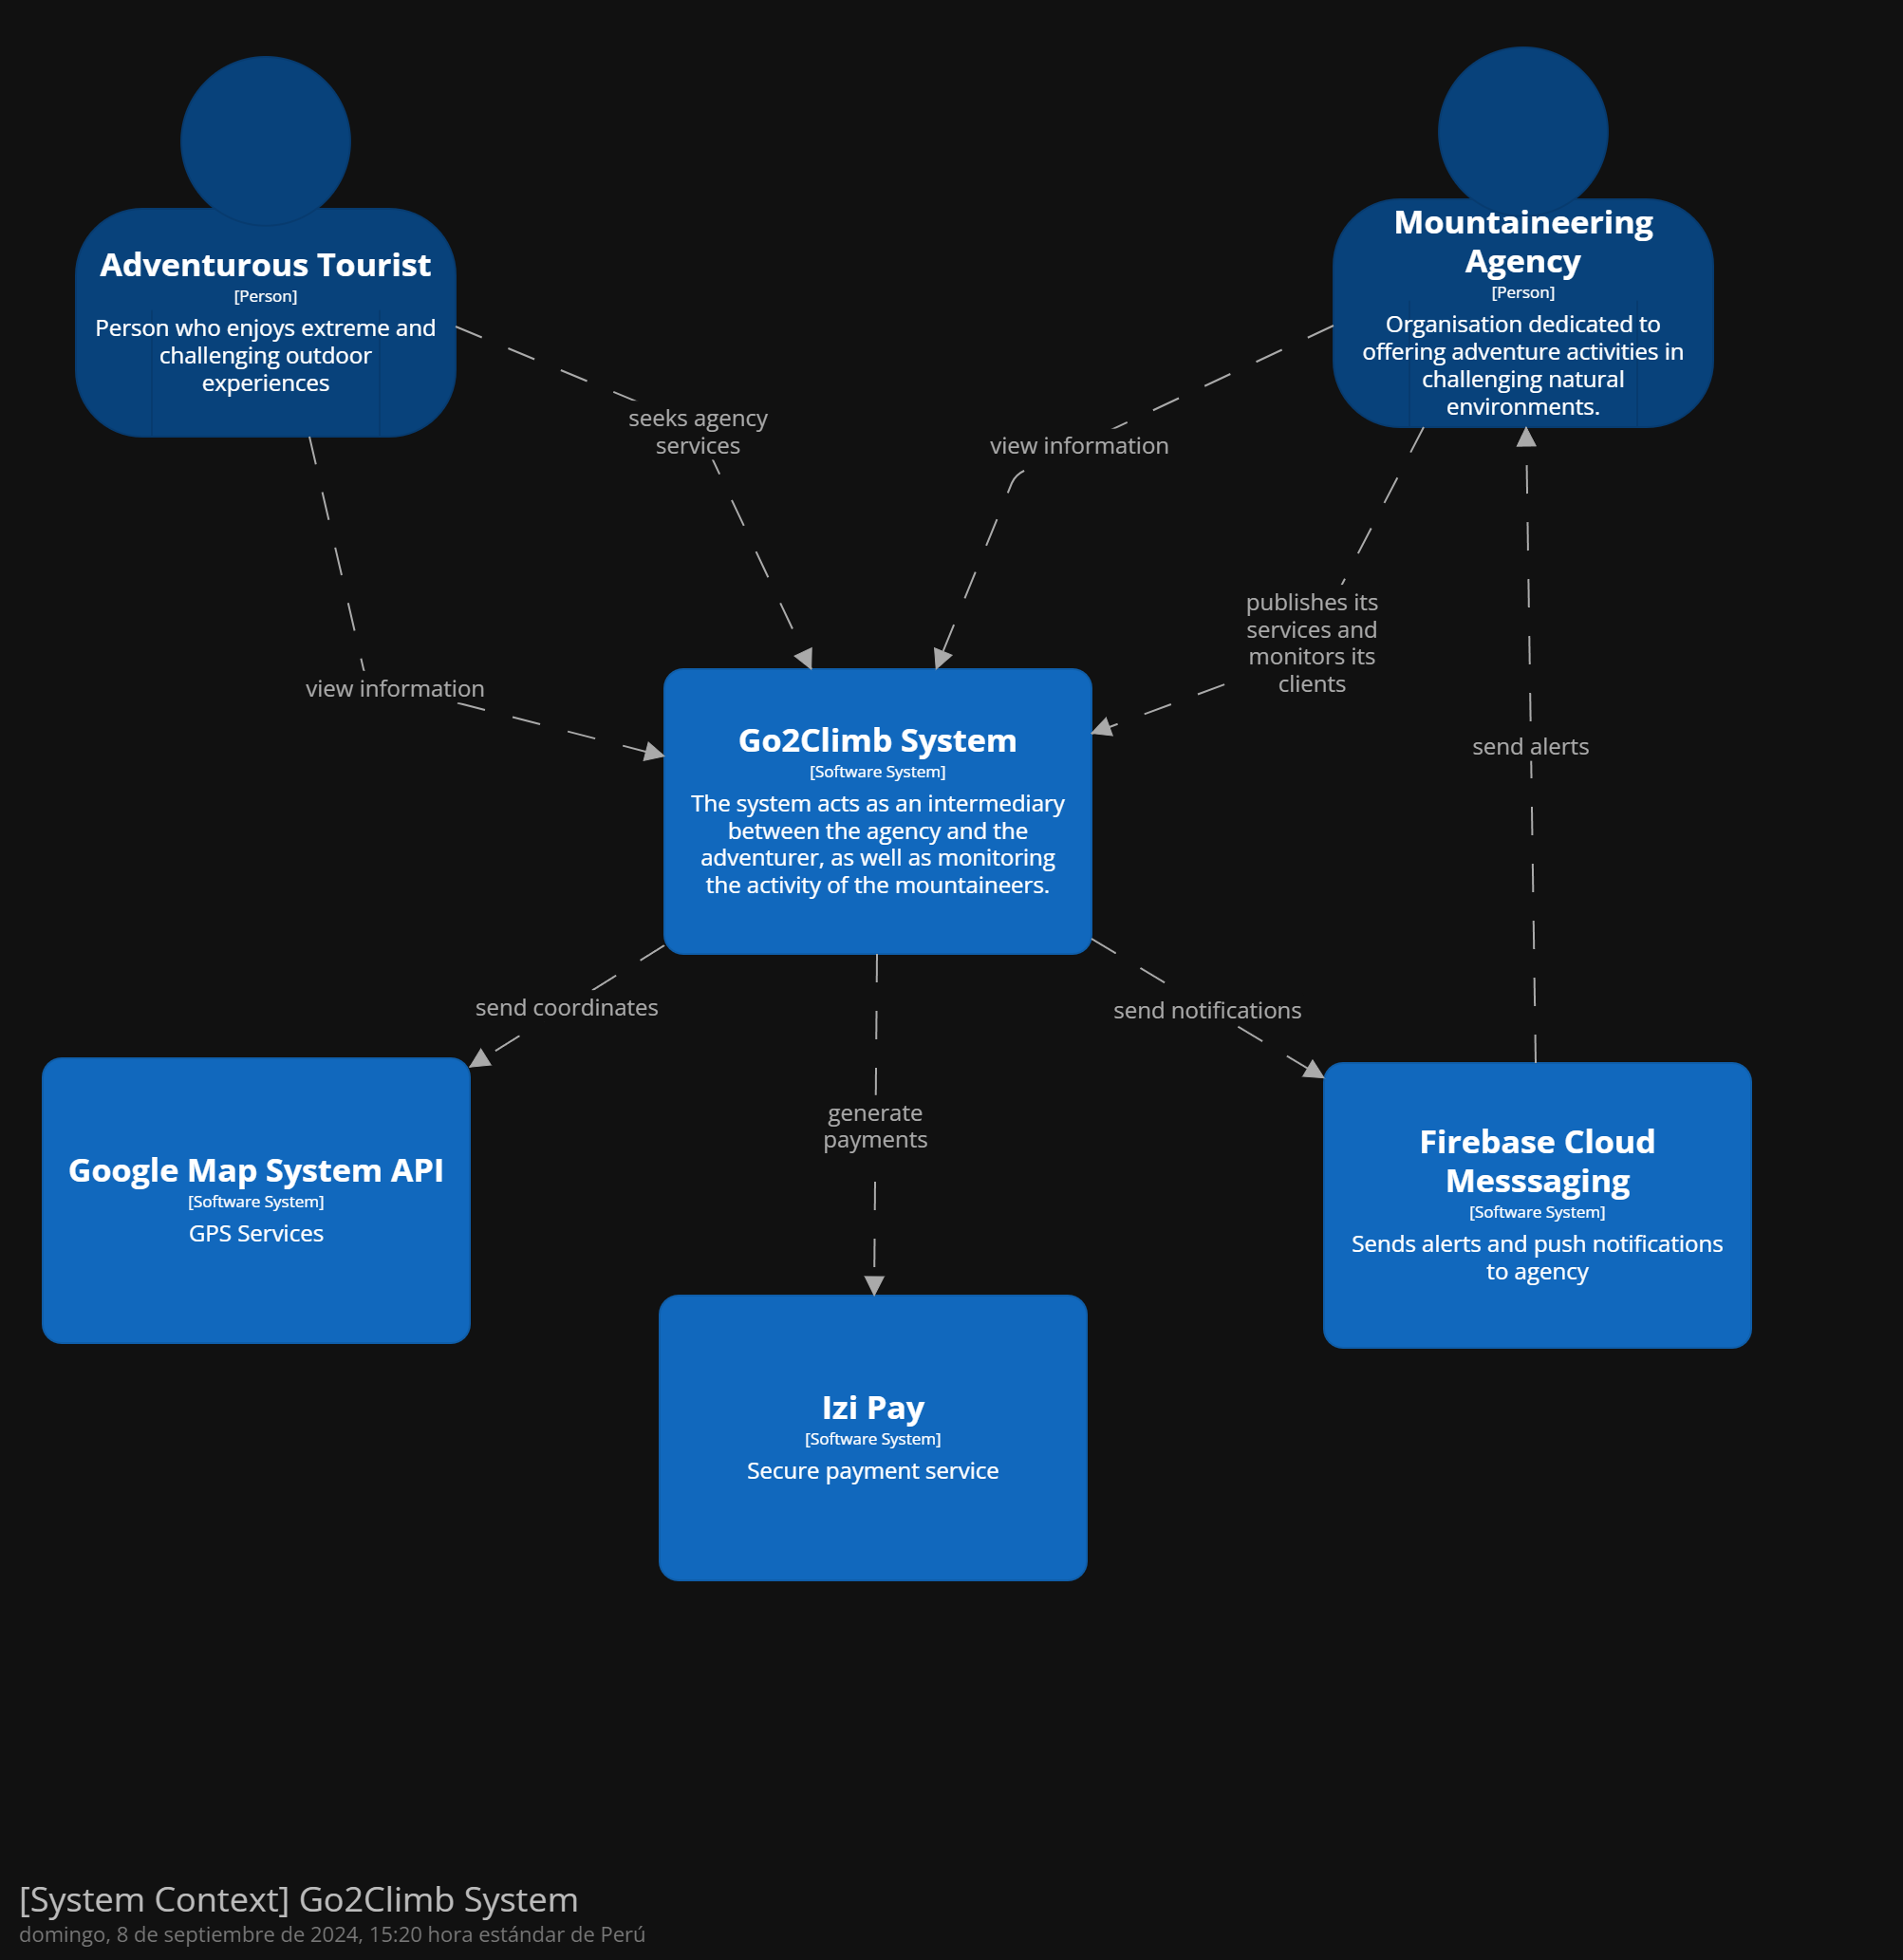 Adventurous Tourist
[Person]
Person who enjoys extreme and
challenging outdoor
experiences
Mountaineering
Agency
[Person]
Organisation dedicated to
offering adventure activities in
challenging natural
environments.
seeks agency
services
view information
publishes its
services and
monitors its
clients
view information
send alerts
Go2Climb System
[Software System]
The system acts as an intermediary
between the agency and the
adventurer, as well as monitoring
the activity of the mountaineers.
send coordinates
send notifications
generate
payments
Google Map System API
[Software System]
GPS Services
Firebase Cloud
Messsaging
[Software System]
Sends alerts and push notifications
to agency
Izi Pay
[Software System]
Secure payment service
[System Context] Go2Climb System
domingo, 8 de septiembre de 2024, 15:20 hora estándar de Perú